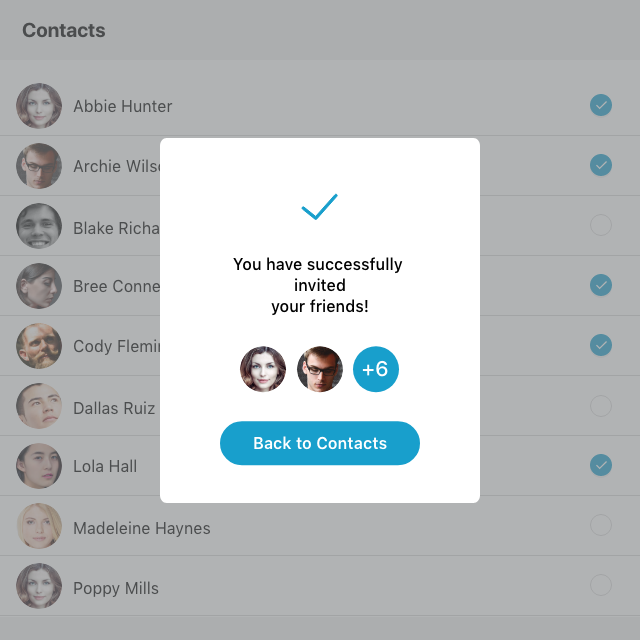 Contacts
Abbie Hunter
Archie Wils
Blake Richa
Bree Conne
Cody Flemi
Dallas Ruiz
Lola Hall
Madeleine Haynes
Poppy Mills
You have successfully
invited
your friends!
+6
Back to Contacts